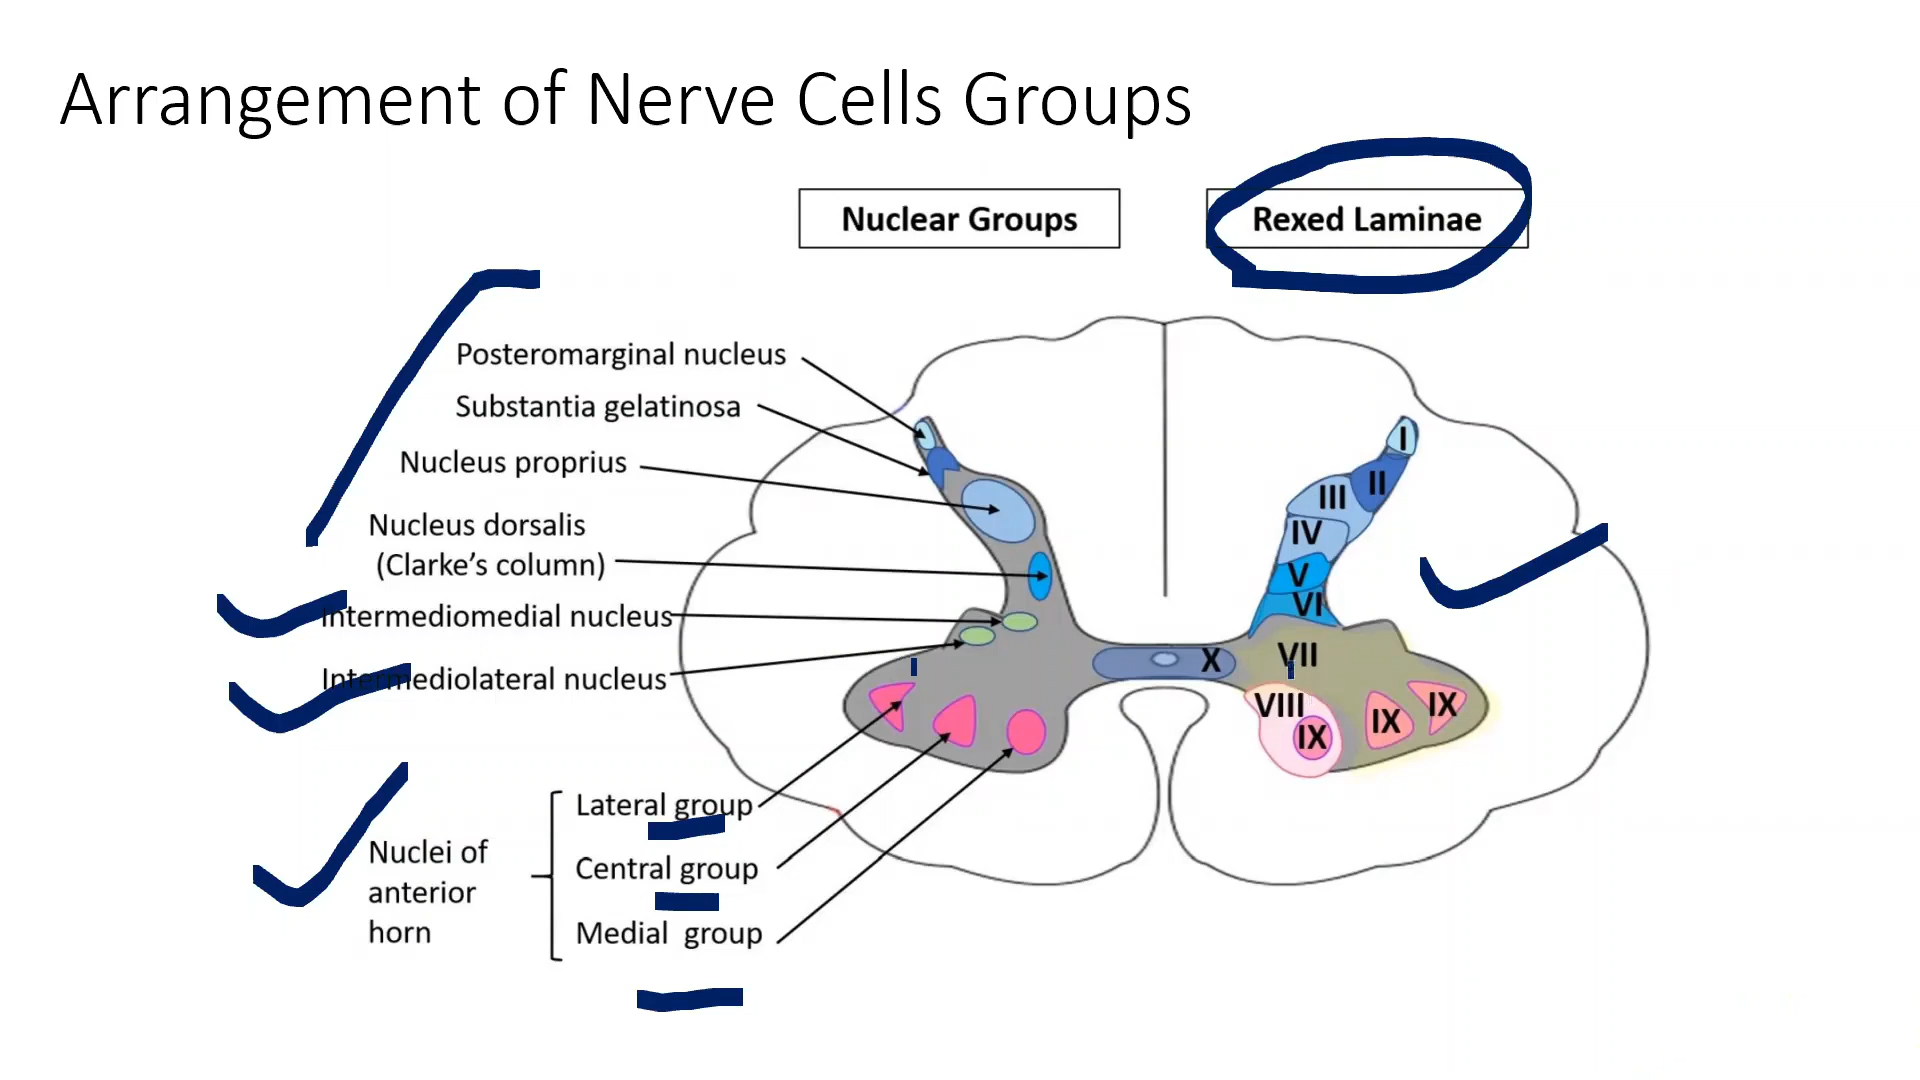 Arrangement of Nerve Cells Groups
Nuclear Groups
Rexed Laminae
Posteromarginal nucleus
Substantia gelatinosa
Nucleus proprius
Nucleus dorsalis
(Clarke's column)
Intermediomedial nucleus
Intermediolateral nucleus
Nuclei of
anterior
horn
Lateral group
Central group
Medial group
I
II
III
IV
V
VI
VII
X
VIII
IX
IX
IX